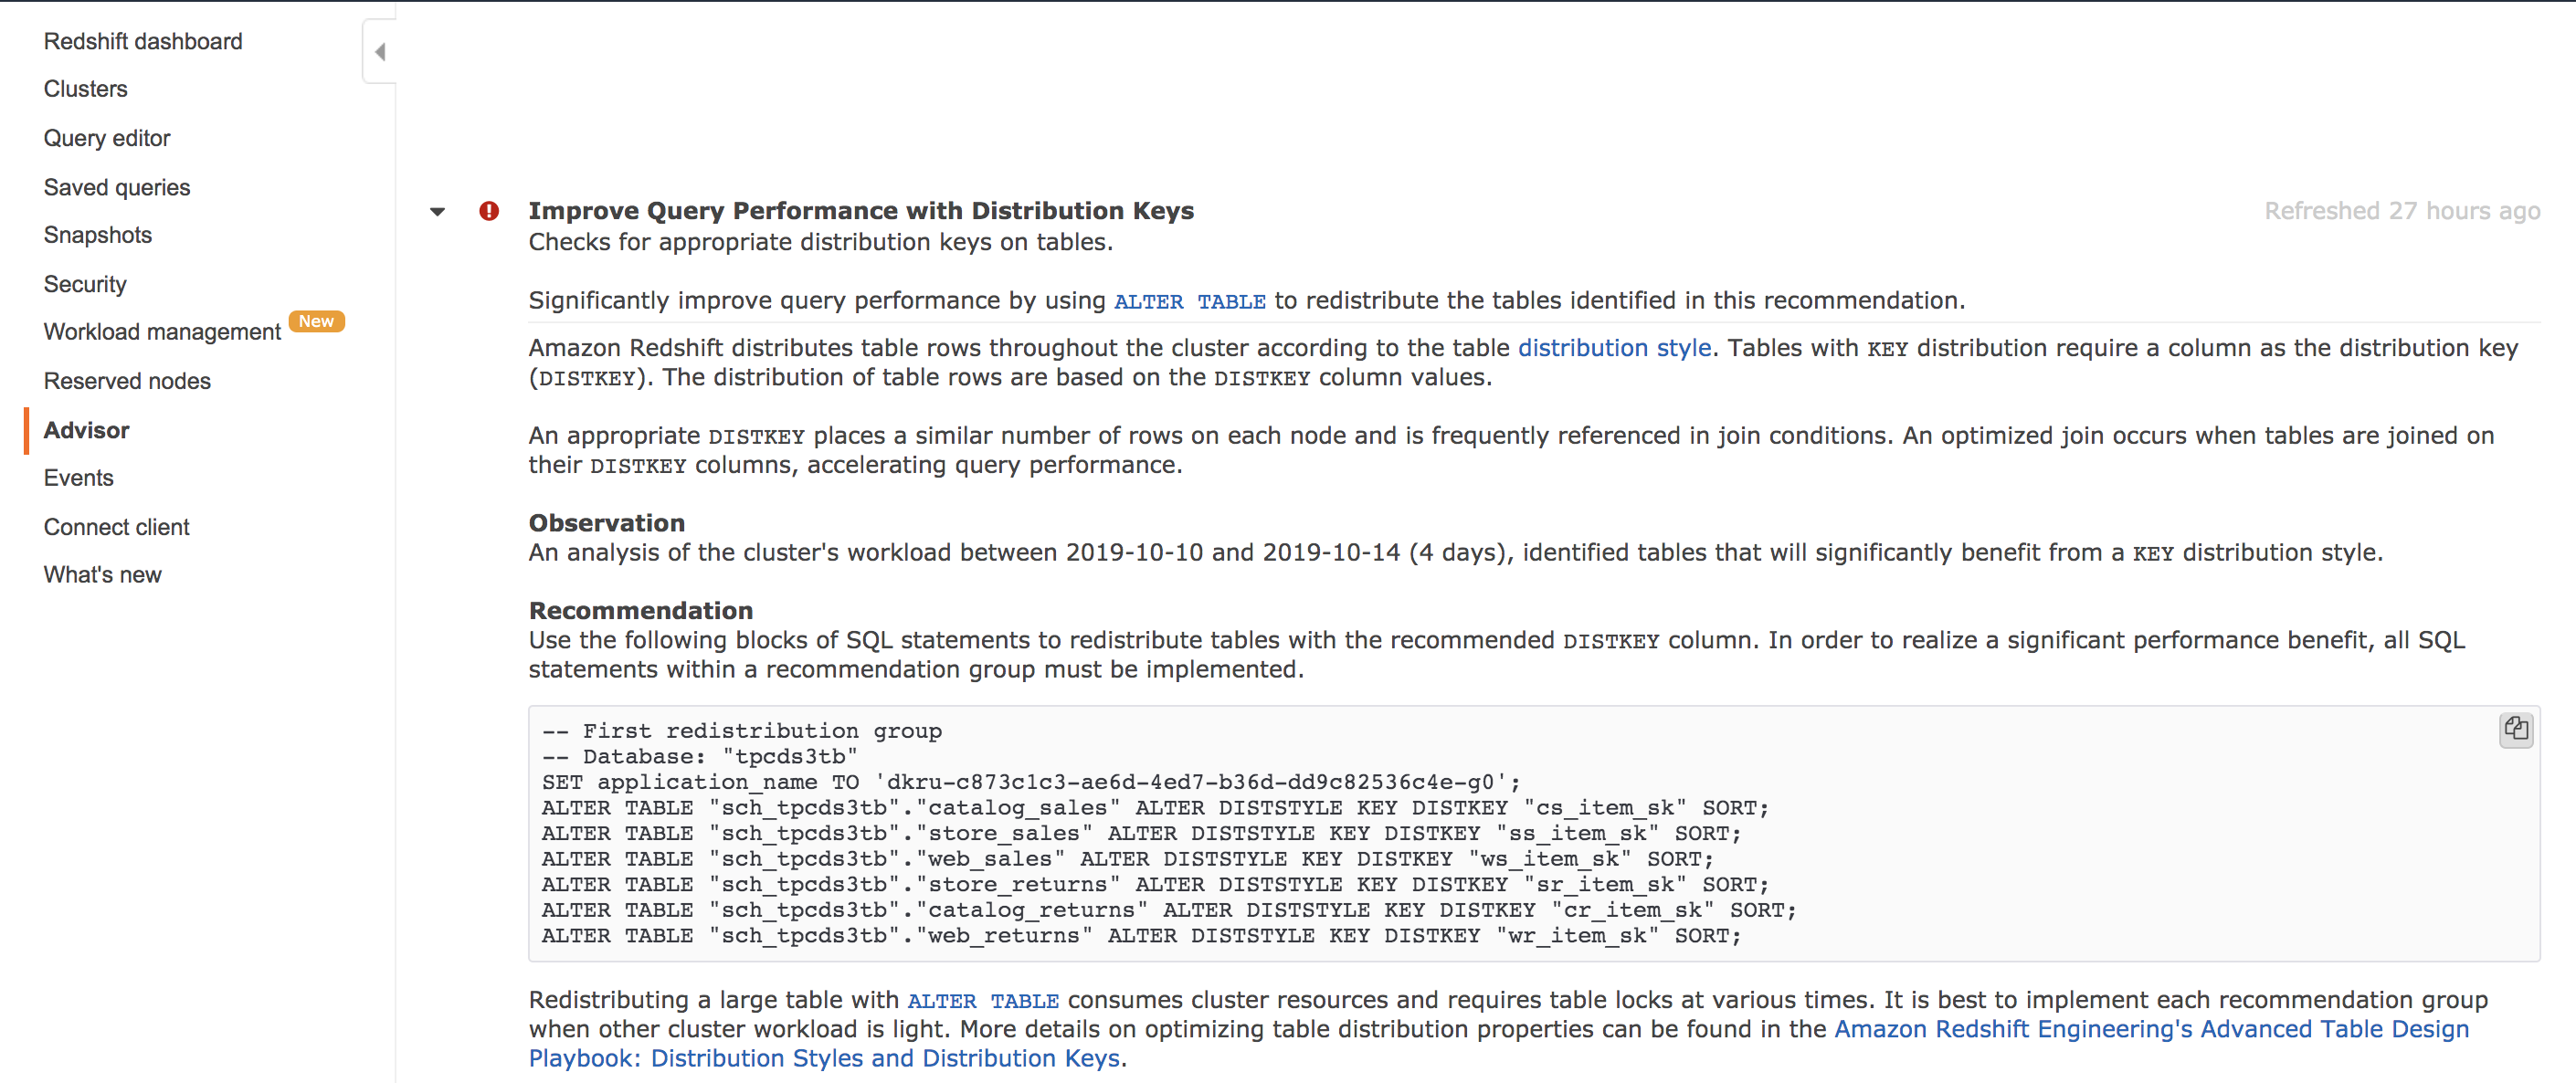 Redshift dashboard
Clusters
Query editor
Saved queries
Snapshots
Security
Workload management New
Reserved nodes
Advisor
Events
Connect client
What's new
Improve Query Performance with Distribution Keys
Refreshed 27 hours ago
Checks for appropriate distribution keys on tables.
Significantly improve query performance by using ALTER TABLE to redistribute the tables identified in this recommendation.
Amazon Redshift distributes table rows throughout the cluster according to the table distribution style. Tables with KEY distribution require a column as the distribution key
(DISTKEY). The distribution of table rows are based on the DISTKEY column values.
An appropriate DISTKEY places a similar number of rows on each node and is frequently referenced in join conditions. An optimized join occurs when tables are joined on
their DISTKEY columns, accelerating query performance.
Observation
An analysis of the cluster's workload between 2019-10-10 and 2019-10-14 (4 days), identified tables that will significantly benefit from a KEY distribution style.
Recommendation
Use the following blocks of SQL statements to redistribute tables with the recommended DISTKEY column. In order to realize a significant performance benefit, all SQL
statements within a recommendation group must be implemented.
-- First redistribution group
-- Database: "tpcds3tb"
SET application_name TO 'dkru-c873c1c3-ae6d-4ed7-b36d-dd9c82536c4e-g0';
ALTER TABLE "sch_tpcds3tb"."catalog_sales" ALTER DISTSTYLE KEY DISTKEY "cs_item_sk" SORT;
ALTER TABLE "sch_tpcds3tb"."store_sales" ALTER DISTSTYLE KEY DISTKEY "ss_item_sk" SORT;
ALTER TABLE "sch_tpcds3tb"."web_sales" ALTER DISTSTYLE KEY DISTKEY "ws_item_sk" SORT;
ALTER TABLE "sch_tpcds3tb"."store_returns" ALTER DISTSTYLE KEY DISTKEY "sr_item_sk" SORT;
ALTER TABLE "sch_tpcds3tb"."catalog_returns" ALTER DISTSTYLE KEY DISTKEY "cr_item_sk" SORT;
ALTER TABLE "sch_tpcds3tb"."web_returns" ALTER DISTSTYLE KEY DISTKEY "wr_item_sk" SORT;
Redistributing a large table with ALTER TABLE consumes cluster resources and requires table locks at various times. It is best to implement each recommendation group
when other cluster workload is light. More details on optimizing table distribution properties can be found in the Amazon Redshift Engineering's Advanced Table Design
Playbook: Distribution Styles and Distribution Keys.